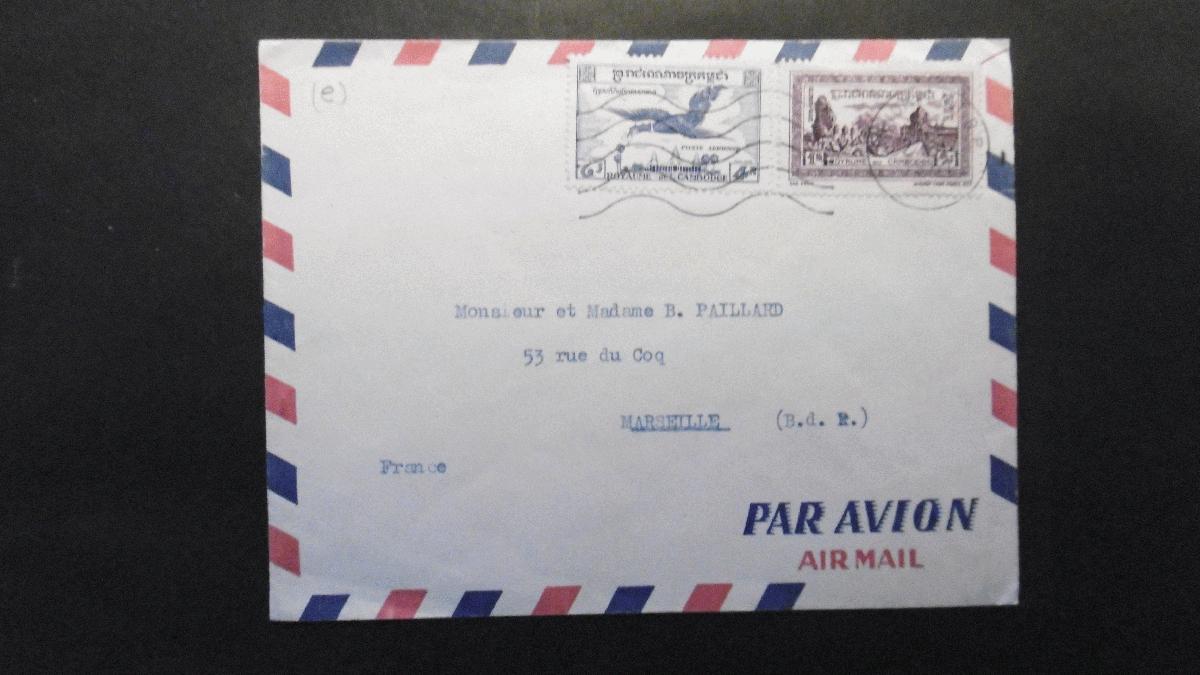 (e)
POSTE AERIENNE
ROYAUME DU CAMBODGE
ROYAUME DU CAMBODGE
Monsieur et Madame B. PAILLARD
53 rue du Coq
MARSEILLE (B.d. R.)
France
PAR AVION
AIR MAIL